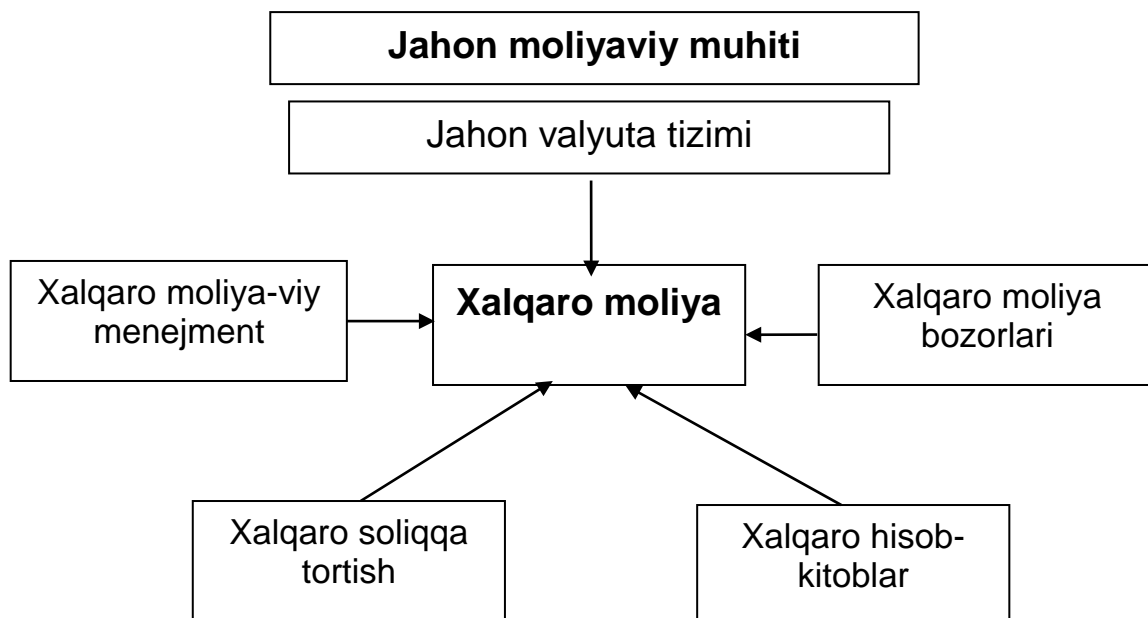 Jahon moliyaviy muhiti
Jahon valyuta tizimi
Xalqaro moliya-viy
menejment
Xalqaro moliya
Xalqaro moliya
bozorlari
Xalqaro soliqqa
tortish
Xalqaro hisob-
kitoblar